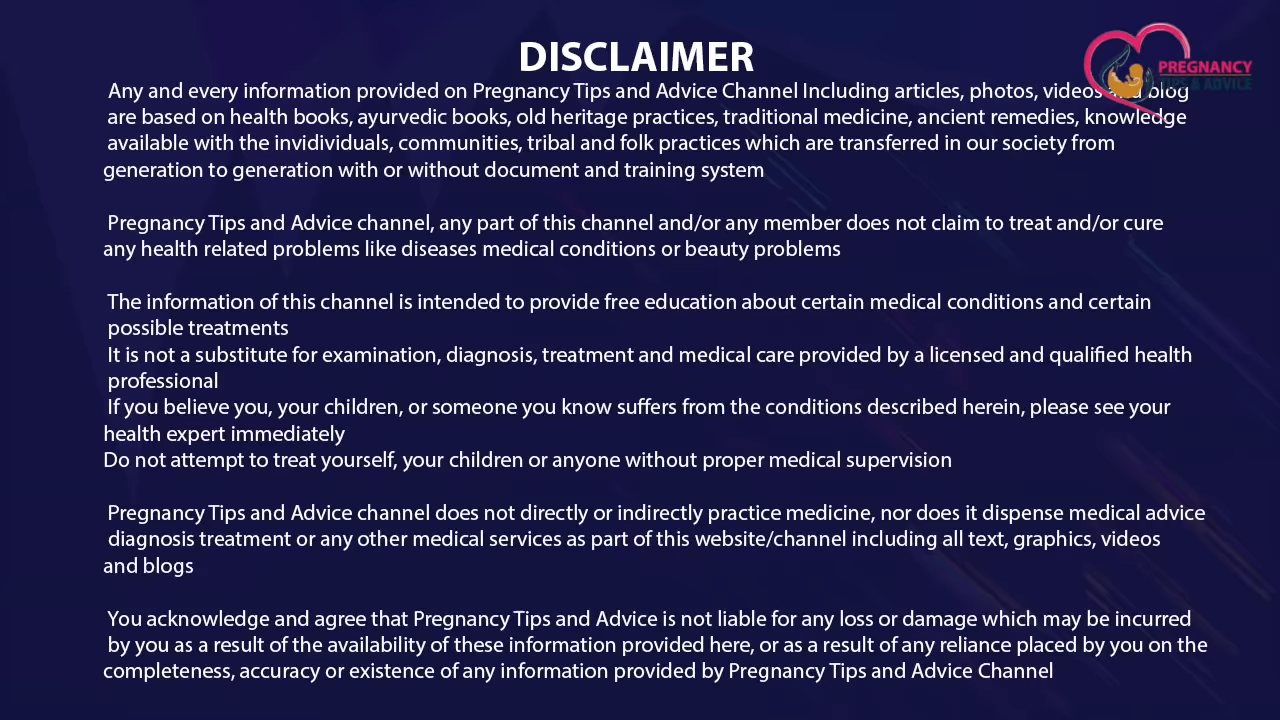 DISCLAIMER
PREGNANCY
TIPS & ADVICE
Any and every information provided on Pregnancy Tips and Advice Channel Including articles, photos, videos and blog
are based on health books, ayurvedic books, old heritage practices, traditional medicine, ancient remedies, knowledge
available with the invidividuals, communities, tribal and folk practices which are transferred in our society from
generation to generation with or without document and training system
Pregnancy Tips and Advice channel, any part of this channel and/or any member does not claim to treat and/or cure
any health related problems like diseases medical conditions or beauty problems
The information of this channel is intended to provide free education about certain medical conditions and certain
possible treatments
It is not a substitute for examination, diagnosis, treatment and medical care provided by a licensed and qualified health
professional
If you believe you, your children, or someone you know suffers from the conditions described herein, please see your
health expert immediately
Do not attempt to treat yourself, your children or anyone without proper medical supervision
Pregnancy Tips and Advice channel does not directly or indirectly practice medicine, nor does it dispense medical advice
diagnosis treatment or any other medical services as part of this website/channel including all text, graphics, videos
and blogs
You acknowledge and agree that Pregnancy Tips and Advice is not liable for any loss or damage which may be incurred
by you as a result of the availability of these information provided here, or as a result of any reliance placed by you on the
completeness, accuracy or existence of any information provided by Pregnancy Tips and Advice Channel